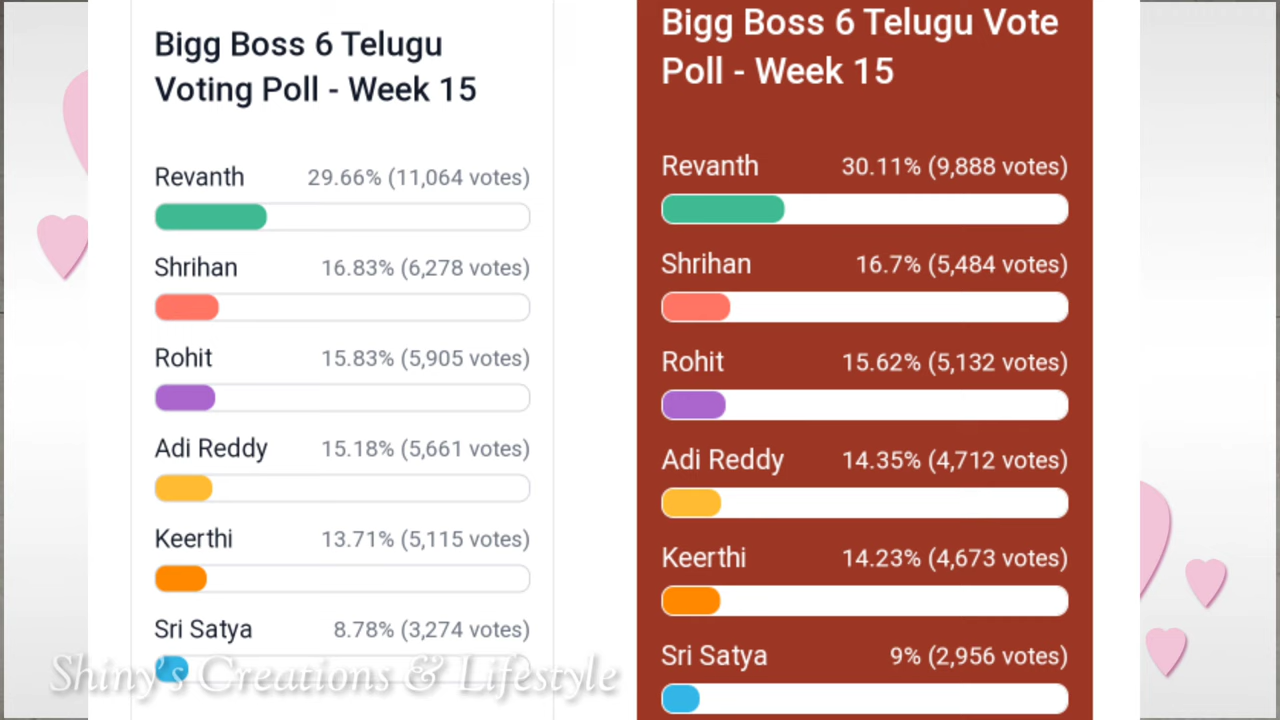 Bigg Boss 6 Telugu
Voting Poll - Week 15
Revanth 29.66% (11,064 votes)
Shrihan 16.83% (6,278 votes)
Rohit 15.83% (5,905 votes)
Adi Reddy 15.18% (5,661 votes)
Keerthi 13.71% (5,115 votes)
Sri Satya 8.78% (3,274 votes)
Shiny's Creations & Lifestyle
Bigg Boss 6 Telugu Vote
Poll - Week 15
Revanth 30.11% (9,888 votes)
Shrihan 16.7% (5,484 votes)
Rohit 15.62% (5,132 votes)
Adi Reddy 14.35% (4,712 votes)
Keerthi 14.23% (4,673 votes)
Sri Satya 9% (2,956 votes)